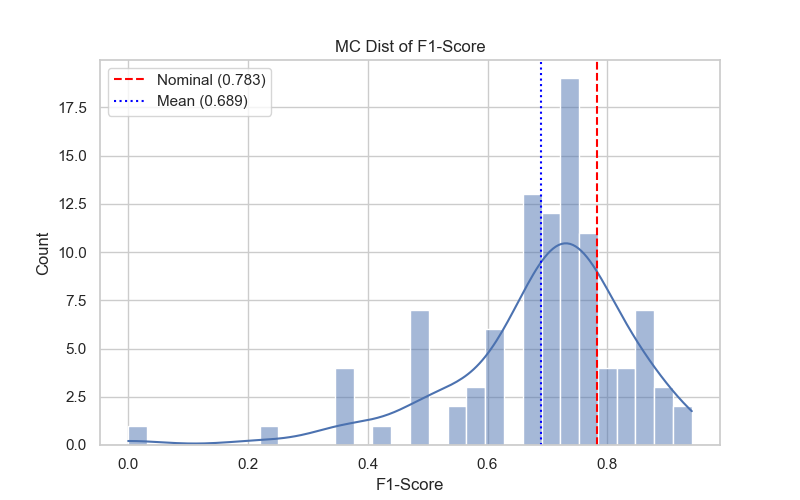 MC Dist of F1-Score
Nominal (0.783)
Mean (0.689)
Count
17.5
15.0
12.5
10.0
7.5
5.0
2.5
0.0
0.0 0.2 0.4 0.6 0.8
F1-Score